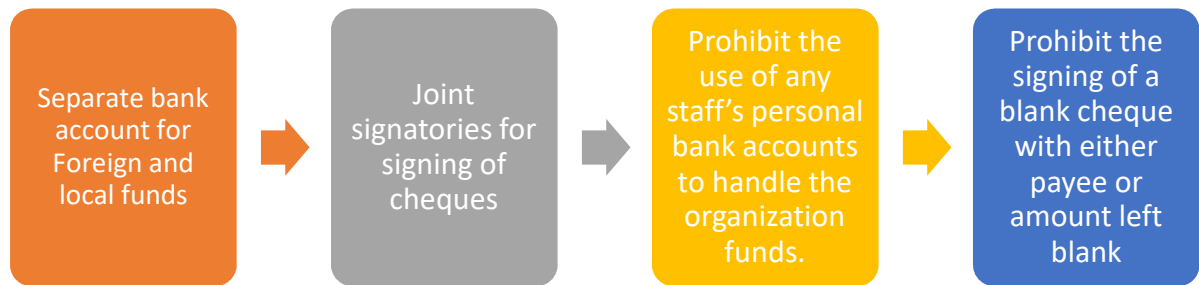 Separate bank
account for
Foreign and
local funds
Joint
signatories for
signing of
cheques
Prohibit the
use of any
staff’s personal
bank accounts
to handle the
organization
funds.
Prohibit the
signing of a
blank cheque
with either
payee or
amount left
blank